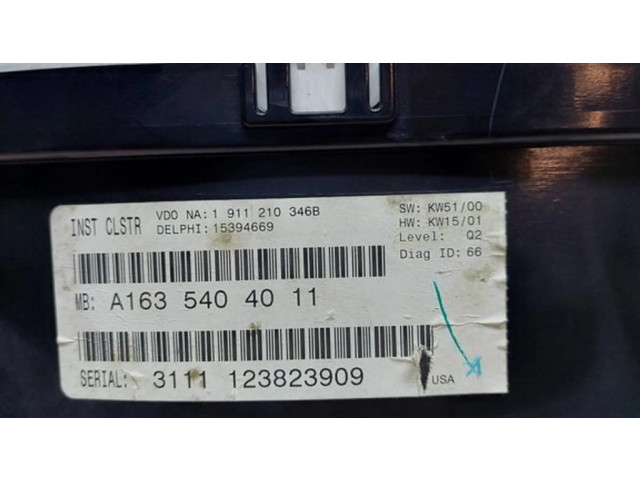 INST CLSTR
VDO NA: 1 911 210 346B
DELPHI: 15394669
SW: KW51/00
HW: KW15/01
Level: Q2
Diag ID: 66
MB: A163 540 40 11
SERIAL: 3111 123823909
USA